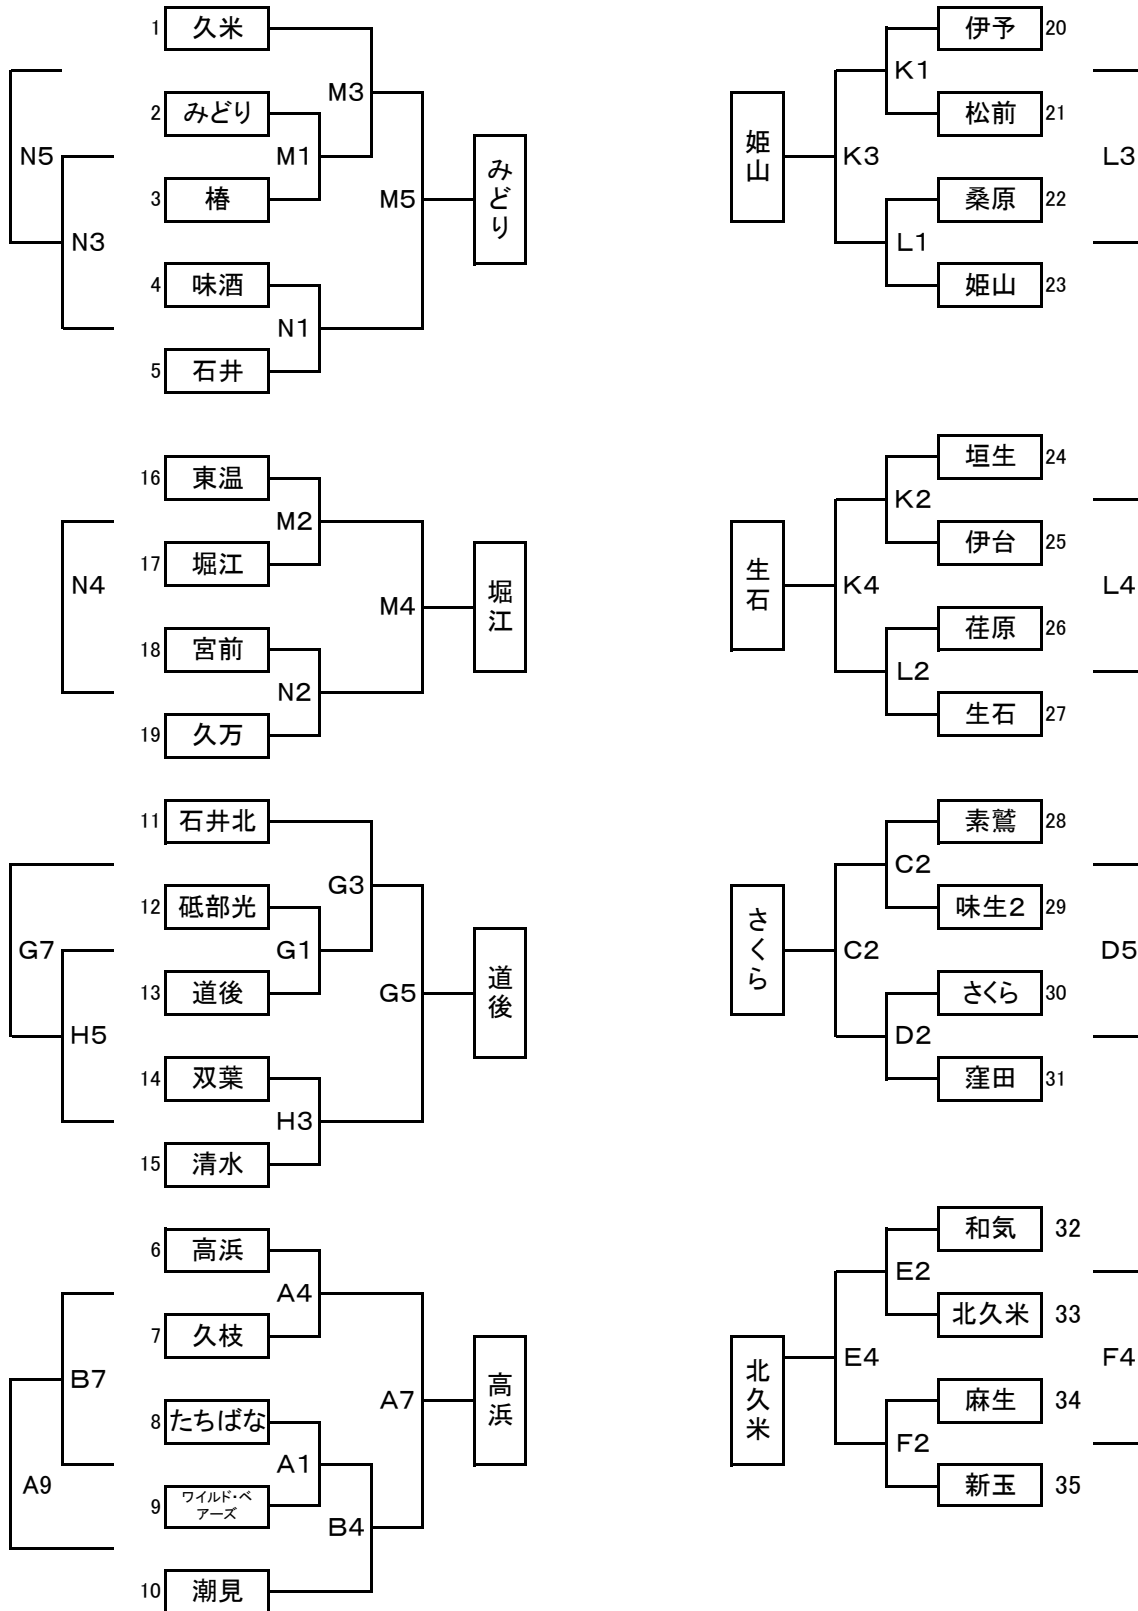 1 久米
M3
2 みどり
N5
M1
3 椿
M5
みどり
N3
4 味酒
N1
5 石井
16 東温
M2
17 堀江
N4
M4
堀江
18 宮前
N2
19 久万
11 石井北
G3
12 砥部光
G7
G1
13 道後
G5
道後
H5
14 双葉
H3
15 清水
6 高浜
A4
7 久枝
B7
A7
高浜
8 たちばな
A1
A9
9 ワイルド・ベ
アーズ
B4
10 潮見
伊予 20
K1
松前 21
姫山
K3
L3
桑原 22
L1
姫山 23
垣生 24
K2
伊台 25
生石
K4
L4
荏原 26
L2
生石 27
素鵞 28
C2
味生2 29
さくら
C2
D5
さくら 30
D2
窪田 31
和気 32
E2
北久米 33
北久米
E4
F4
麻生 34
F2
新玉 35